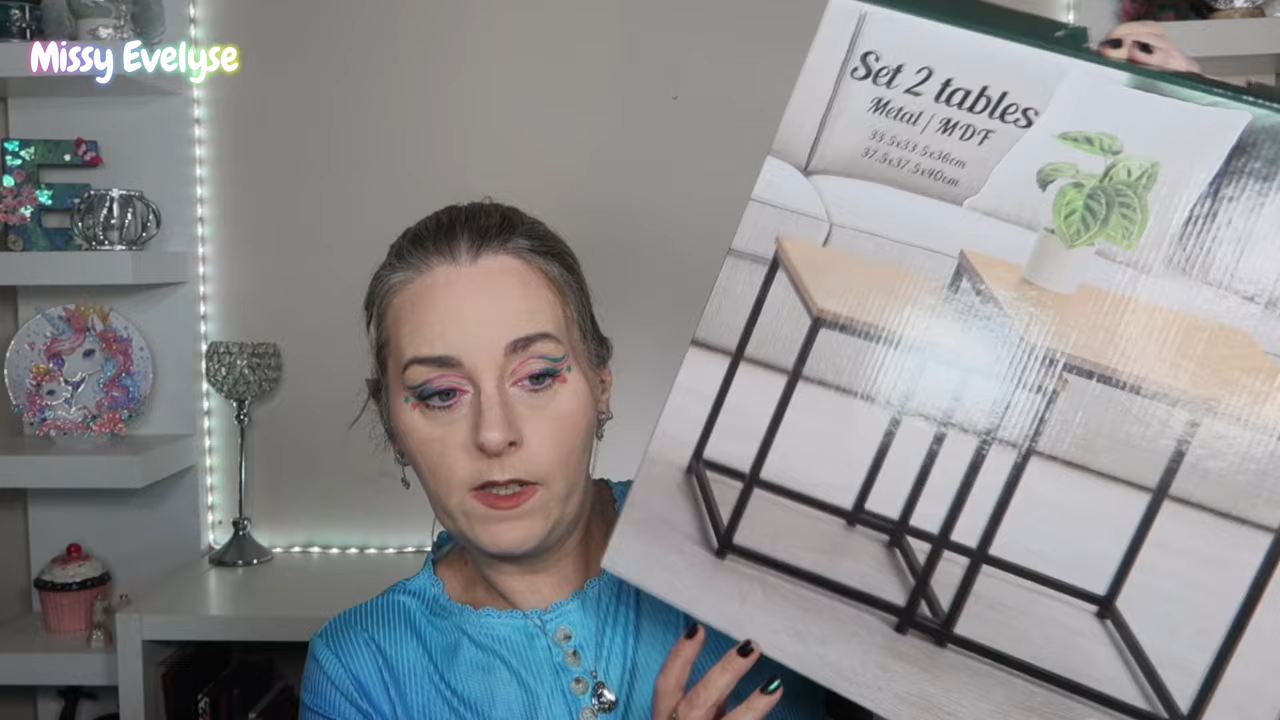 Missy Evelyse
Set 2 tables
Metal | MDF
33.5x33.5x36cm
37.5x37.5x40cm
E